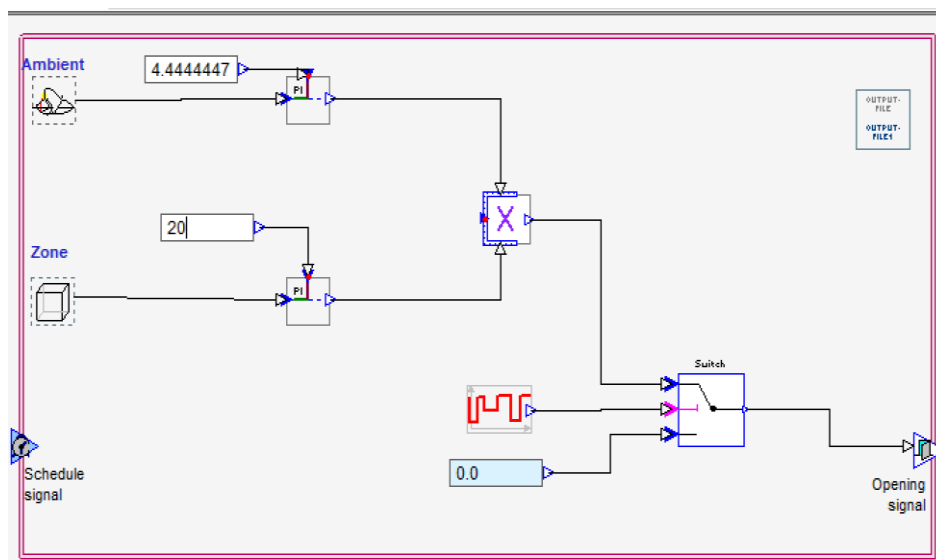 Ambient
4.4444447
PI
OUTPUT-
FILE
OUTPUT-
FILE1
X
20
Zone
PI
Switch
0.0
Schedule
signal
Opening
signal